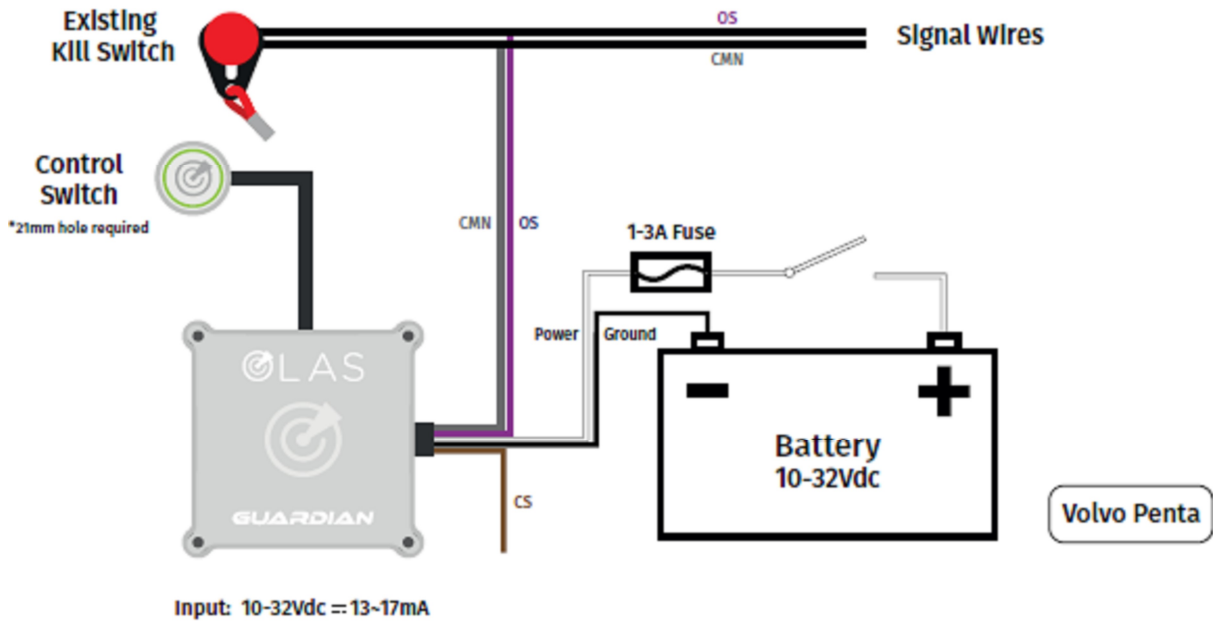 Existing
Kill Switch
OS
CMN
Signal Wires
Control
Switch
*21mm hole required
CMN
OS
1-3A Fuse
Power
Ground
OLAS
GUARDIAN
CS
Battery
10-32Vdc
Volvo Penta
Input: 10-32Vdc ⎓ 13~17mA